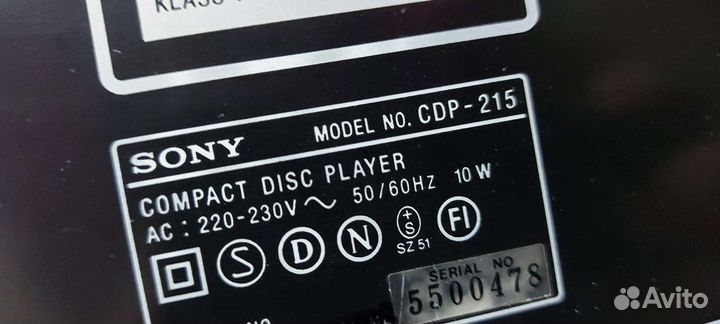 KLASS
SONY MODEL NO. CDP-215
COMPACT DISC PLAYER
AC : 220-230V ~ 50/60HZ 10 W
S D N +S FI
SZ 51
SERIAL NO
5500478
Avito